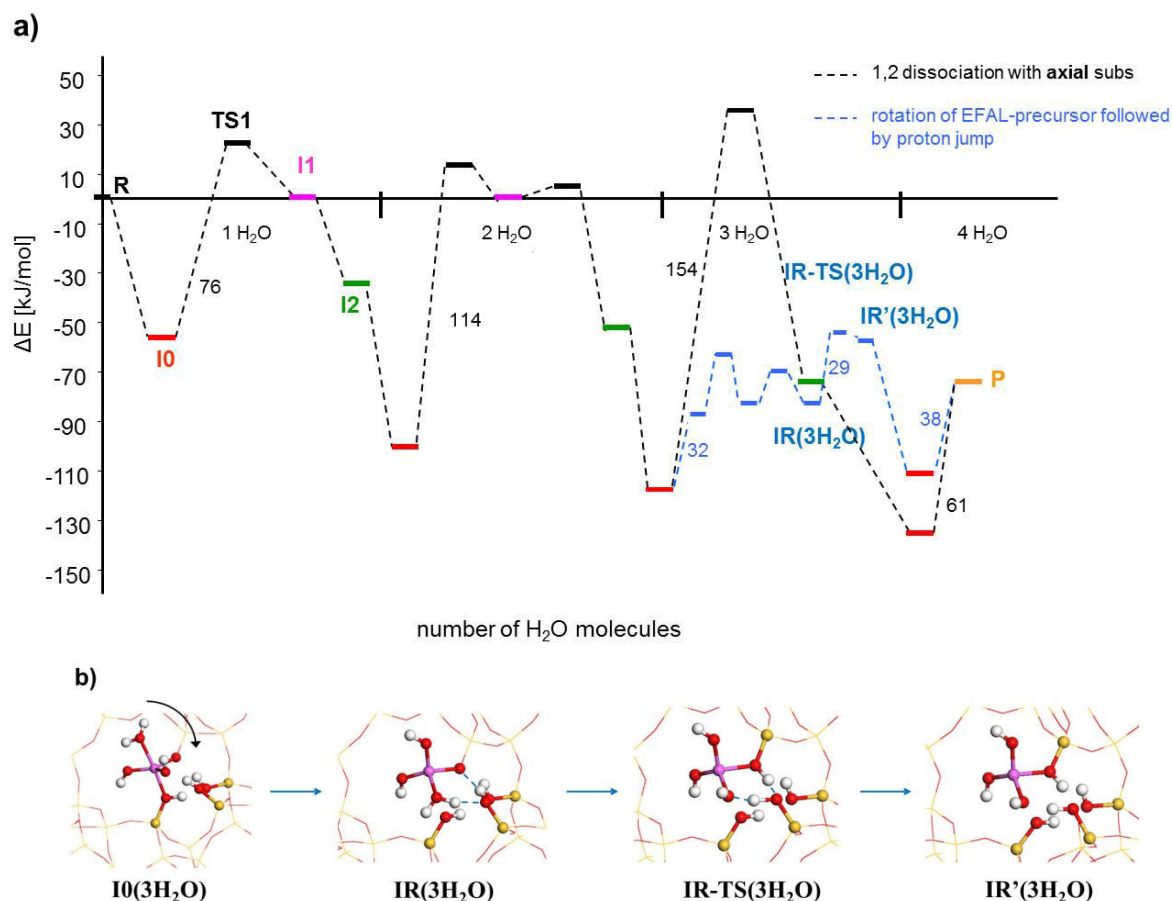 a)
50
30
10
-10
-30
-50
-70
-90
-110
-130
-150
ΔE [kJ/mol]
1,2 dissociation with axial subs
rotation of EFAL-precursor followed
by proton jump
R
TS1
I1
I0
I2
76
1 H₂O
114
2 H₂O
154
3 H₂O
4 H₂O
IR-TS(3H₂O)
IR’(3H₂O)
IR(3H₂O)
32
29
38
61
P
number of H₂O molecules
b)
I0(3H₂O)
IR(3H₂O)
IR-TS(3H₂O)
IR’(3H₂O)